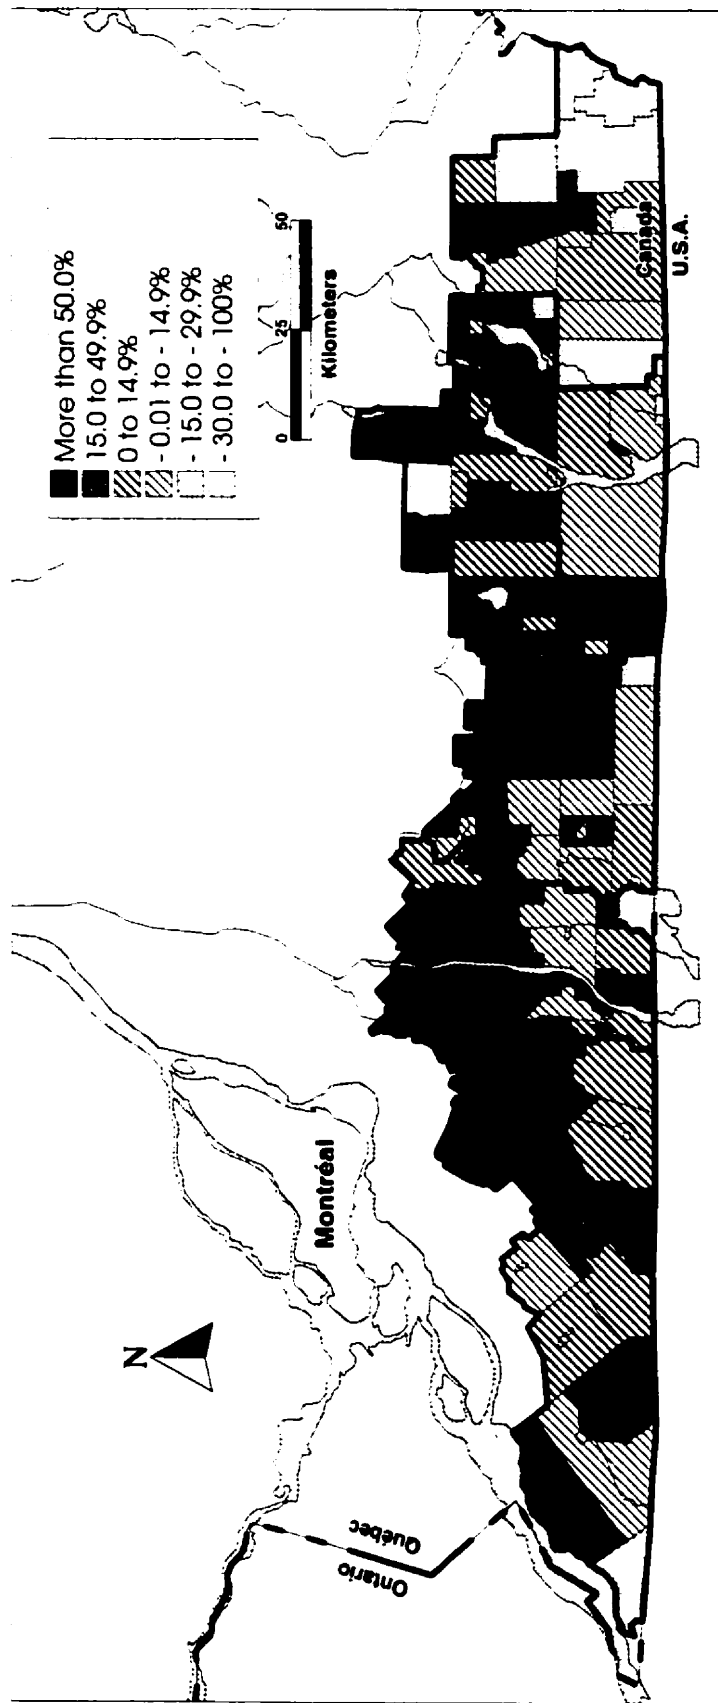 More than 50.0%
15.0 to 49.9%
0 to 14.9%
- 0.01 to - 14.9%
- 15.0 to - 29.9%
- 30.0 to - 100%
0 25 50
Kilometers
N
Montréal
Ontario
Québec
Canada
U.S.A.